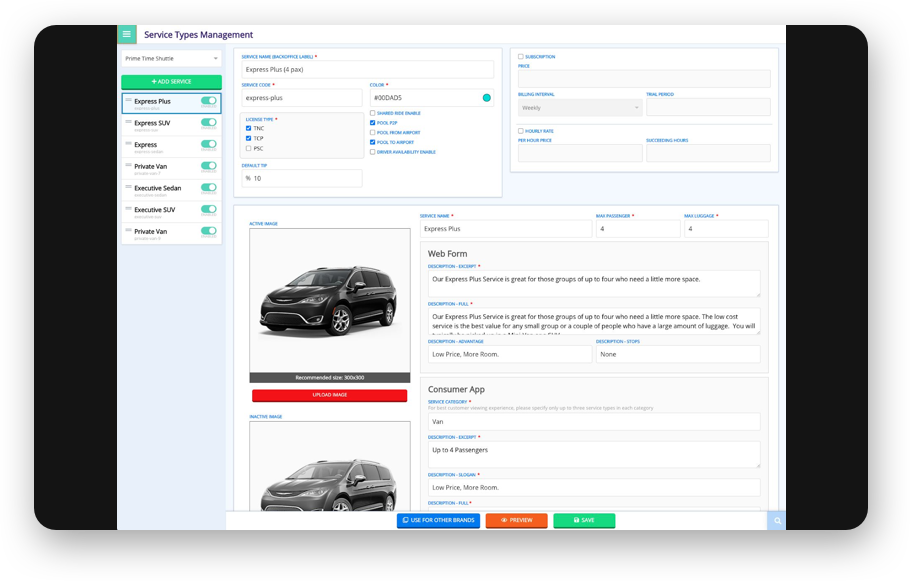 Service Types Management
Prime Time Shuttle
+ ADD SERVICE
Express Plus
express-plus
Express SUV
Express
express-sedan
Private Van
private-van-7
Executive Sedan
executive-sedan
Executive SUV
executive-suv
Private Van
private-van-9
SERVICE NAME (BACKOFFICE LABEL) *
Express Plus (4 pax)
SERVICE CODE *
express-plus
COLOR *
#00DAD5
LICENSE TYPE *
TNC
TCP
PSC
SHARED RIDE ENABLE
POOL P2P
POOL FROM AIRPORT
POOL TO AIRPORT
DRIVER AVAILABILITY ENABLE
DEFAULT TIP
% 10
SUBSCRIPTION
PRICE
BILLING INTERVAL
Weekly
TRIAL PERIOD
HOURLY RATE
PER HOUR PRICE
SUCCEEDING HOURS
ACTIVE IMAGE
Recommended size: 300x300
UPLOAD IMAGE
INACTIVE IMAGE
SERVICE NAME *
Express Plus
MAX PASSENGER *
4
MAX LUGGAGE *
4
Web Form
DESCRIPTION - EXCERPT *
Our Express Plus Service is great for those groups of up to four who need a little more space.
DESCRIPTION - FULL *
Our Express Plus Service is great for those groups of up to four who need a little more space. The low cost
service is the best value for any small group or a couple of people who have a large amount of luggage. You will
DESCRIPTION - ADVANTAGE
Low Price, More Room.
DESCRIPTION - STOPS
None
Consumer App
SERVICE CATEGORY *
For best customer viewing experience, please specify only up to three service types in each category
Van
DESCRIPTION - EXCERPT *
Up to 4 Passengers
DESCRIPTION - SLOGAN *
Low Price, More Room.
DESCRIPTION - FULL *
USE FOR OTHER BRANDS
PREVIEW
SAVE